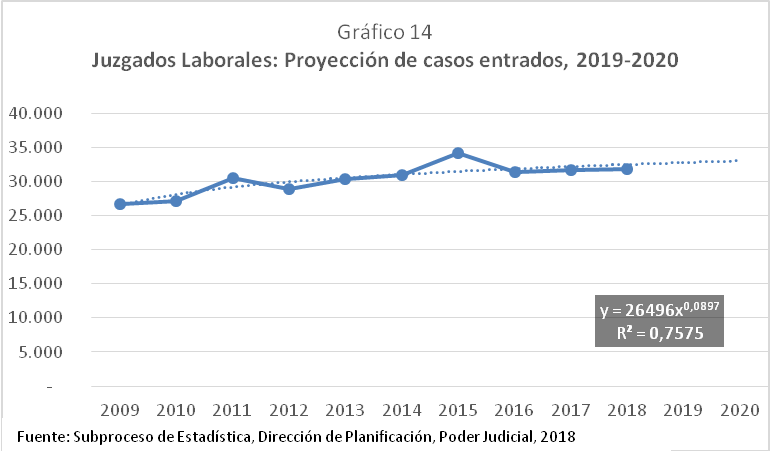 Gráfico 14
Juzgados Laborales: Proyección de casos entrados, 2019-2020
40.000
35.000
30.000
25.000
20.000
15.000
10.000
5.000
-
y = 26496x^0,0897
R² = 0,7575
2009 2010 2011 2012 2013 2014 2015 2016 2017 2018 2019 2020
Fuente: Subproceso de Estadística, Dirección de Planificación, Poder Judicial, 2018